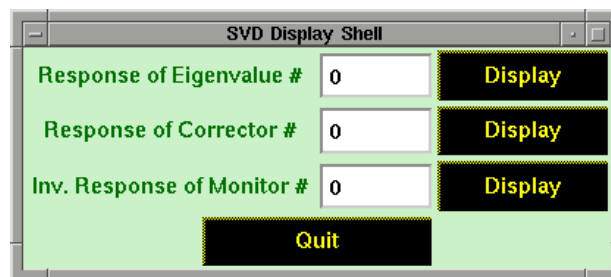 SVD Display Shell
Response of Eigenvalue # 0 Display
Response of Corrector # 0 Display
Inv. Response of Monitor # 0 Display
Quit